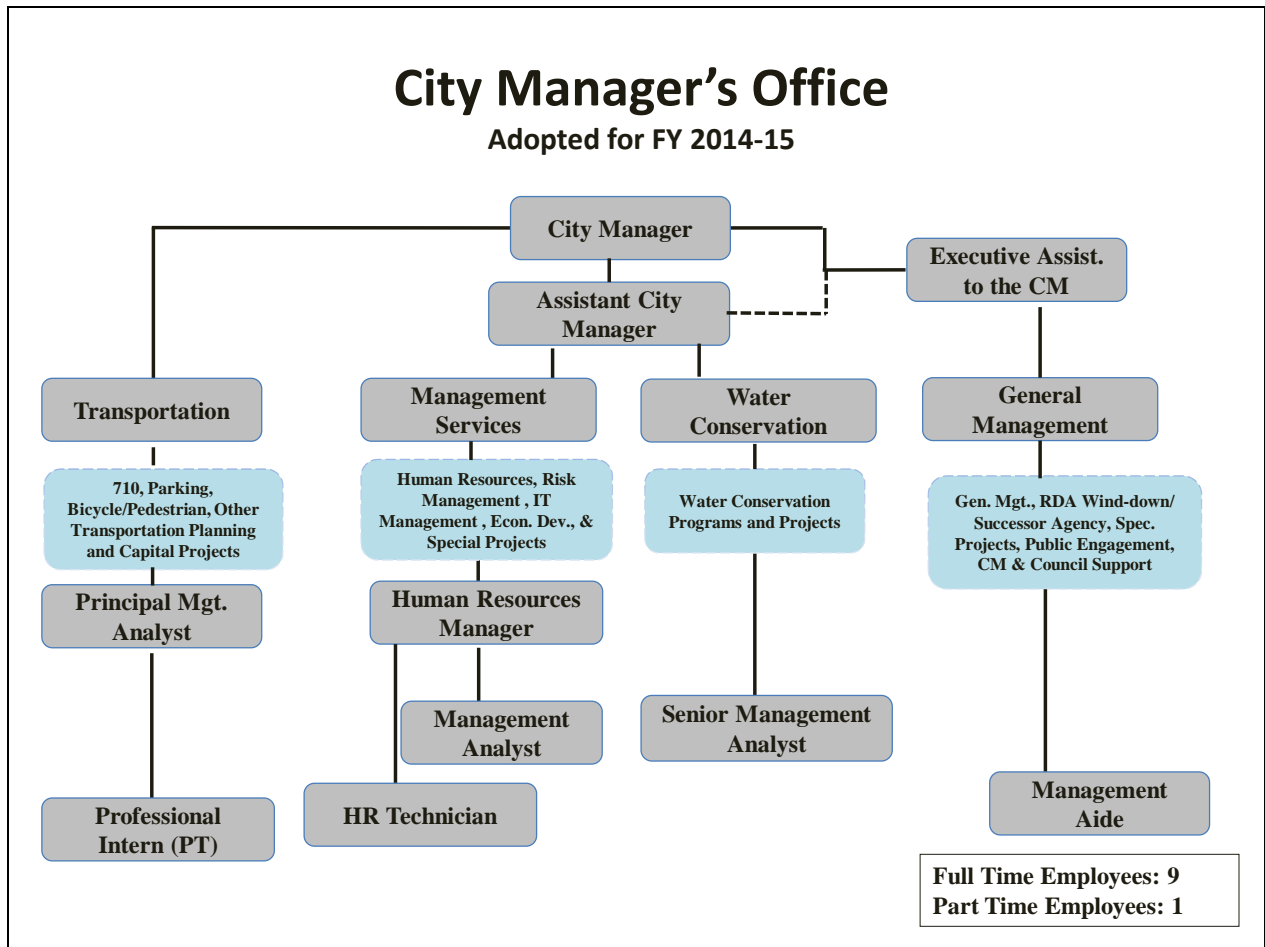 City Manager’s Office
Adopted for FY 2014-15
City Manager
Executive Assist.
to the CM
Assistant City
Manager
Transportation
Management
Services
Water
Conservation
General
Management
710, Parking,
Bicycle/Pedestrian, Other
Transportation Planning
and Capital Projects
Human Resources, Risk
Management , IT
Management , Econ. Dev., &
Special Projects
Water Conservation
Programs and Projects
Gen. Mgt., RDA Wind-down/
Successor Agency, Spec.
Projects, Public Engagement,
CM & Council Support
Principal Mgt.
Analyst
Human Resources
Manager
Management
Analyst
Senior Management
Analyst
Professional
Intern (PT)
HR Technician
Management
Aide
Full Time Employees: 9
Part Time Employees: 1